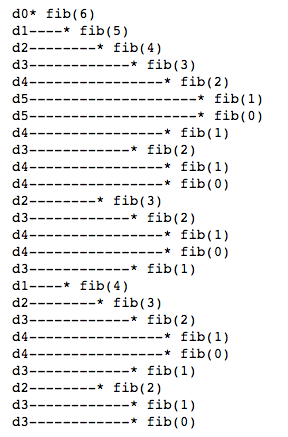 d0* fib(6)
d1----* fib(5)
d2--------* fib(4)
d3------------* fib(3)
d4----------------* fib(2)
d5--------------------* fib(1)
d5--------------------* fib(0)
d4----------------* fib(1)
d3------------* fib(2)
d4----------------* fib(1)
d4----------------* fib(0)
d2--------* fib(3)
d3------------* fib(2)
d4----------------* fib(1)
d4----------------* fib(0)
d3------------* fib(1)
d1----* fib(4)
d2--------* fib(3)
d3------------* fib(2)
d4----------------* fib(1)
d4----------------* fib(0)
d3------------* fib(1)
d2--------* fib(2)
d3------------* fib(1)
d3------------* fib(0)